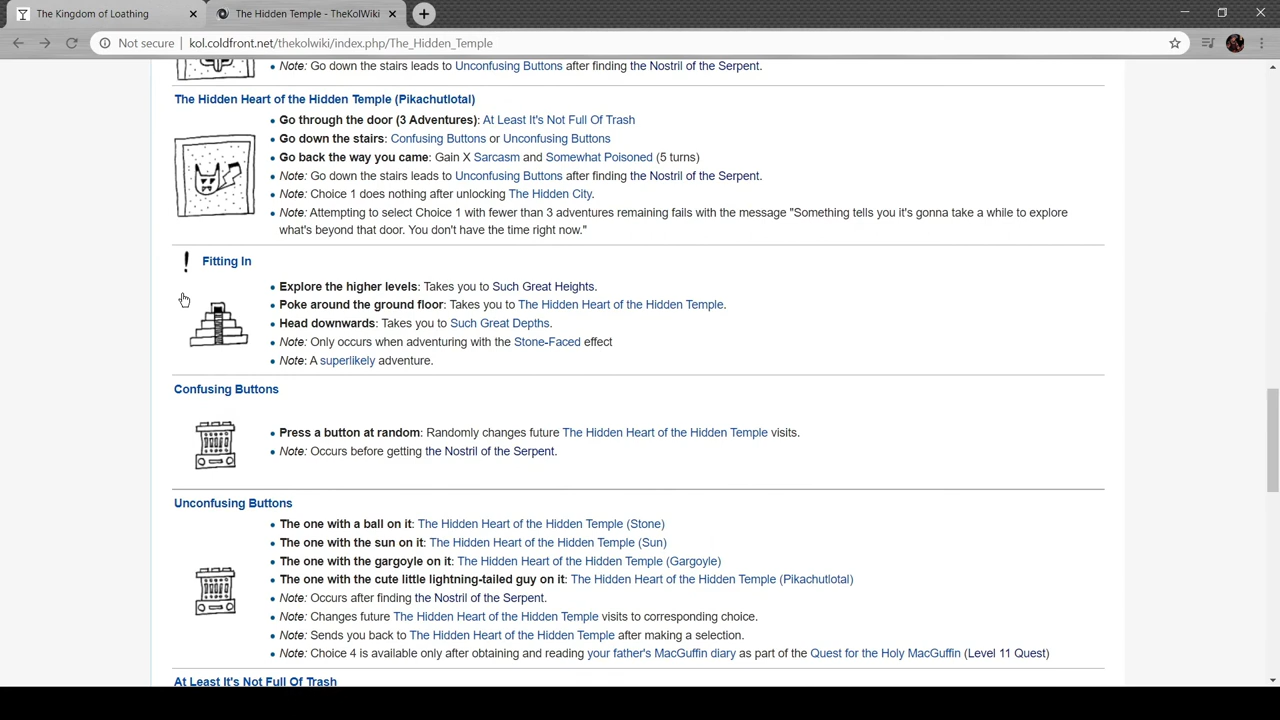 The Kingdom of Loathing
The Hidden Temple - TheKolWiki
Not secure | kol.coldfront.net/thekolwiki/index.php/The_Hidden_Temple
Note: Go down the stairs leads to Unconfusing Buttons after finding the Nostril of the Serpent.
The Hidden Heart of the Hidden Temple (Pikachutlotal)
Go through the door (3 Adventures): At Least It's Not Full Of Trash
Go down the stairs: Confusing Buttons or Unconfusing Buttons
Go back the way you came: Gain X Sarcasm and Somewhat Poisoned (5 turns)
Note: Go down the stairs leads to Unconfusing Buttons after finding the Nostril of the Serpent.
Note: Choice 1 does nothing after unlocking The Hidden City.
Note: Attempting to select Choice 1 with fewer than 3 adventures remaining fails with the message "Something tells you it's gonna take a while to explore
what's beyond that door. You don't have the time right now."
Fitting In
Explore the higher levels: Takes you to Such Great Heights.
Poke around the ground floor: Takes you to The Hidden Heart of the Hidden Temple.
Head downwards: Takes you to Such Great Depths.
Note: Only occurs when adventuring with the Stone-Faced effect
Note: A superlikely adventure.
Confusing Buttons
Press a button at random: Randomly changes future The Hidden Heart of the Hidden Temple visits.
Note: Occurs before getting the Nostril of the Serpent.
Unconfusing Buttons
The one with a ball on it: The Hidden Heart of the Hidden Temple (Stone)
The one with the sun on it: The Hidden Heart of the Hidden Temple (Sun)
The one with the gargoyle on it: The Hidden Heart of the Hidden Temple (Gargoyle)
The one with the cute little lightning-tailed guy on it: The Hidden Heart of the Hidden Temple (Pikachutlotal)
Note: Occurs after finding the Nostril of the Serpent.
Note: Changes future The Hidden Heart of the Hidden Temple visits to corresponding choice.
Note: Sends you back to The Hidden Heart of the Hidden Temple after making a selection.
Note: Choice 4 is available only after obtaining and reading your father's MacGuffin diary as part of the Quest for the Holy MacGuffin (Level 11 Quest)
At Least It's Not Full Of Trash